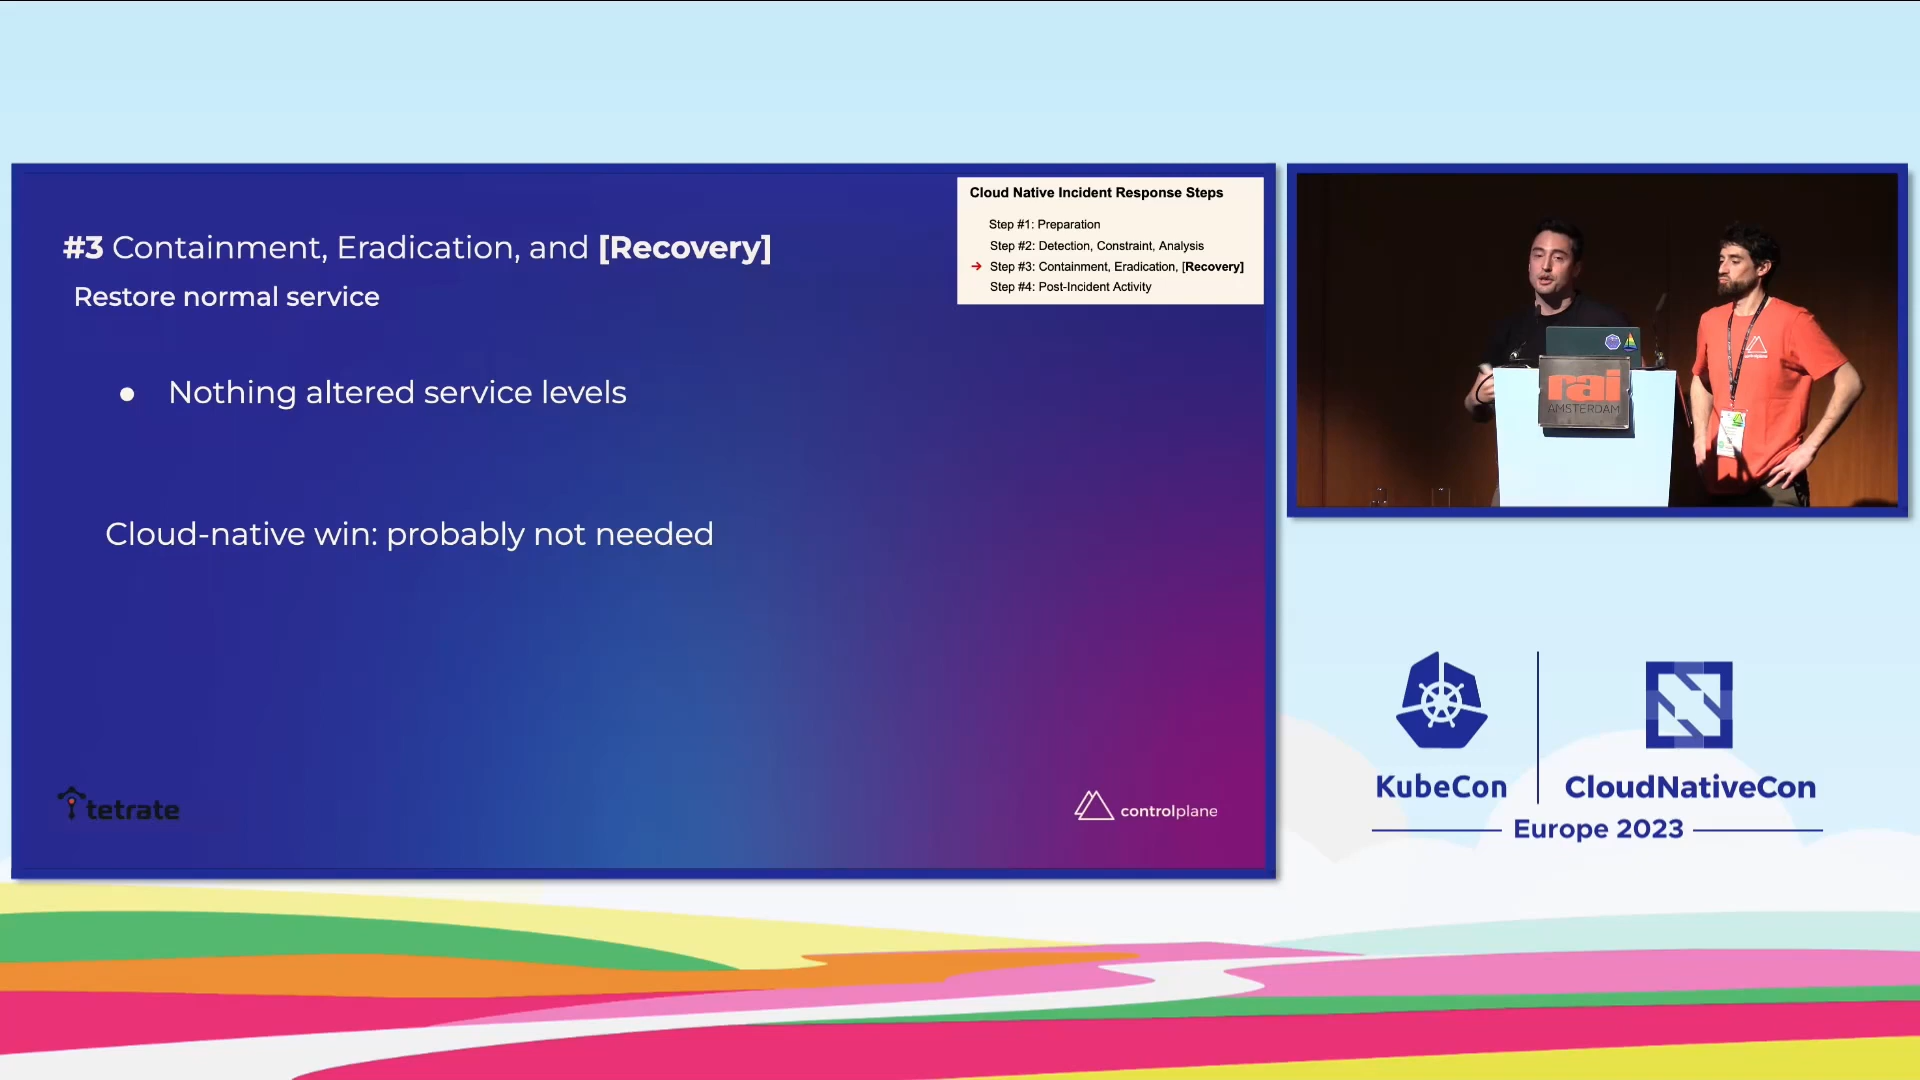 #3 Containment, Eradication, and [Recovery]
Restore normal service
● Nothing altered service levels
Cloud-native win: probably not needed
Cloud Native Incident Response Steps
Step #1: Preparation
Step #2: Detection, Constraint, Analysis
→ Step #3: Containment, Eradication, [Recovery]
Step #4: Post-Incident Activity
tetrate
controlplane
rai
AMSTERDAM
KubeCon
CloudNativeCon
Europe 2023